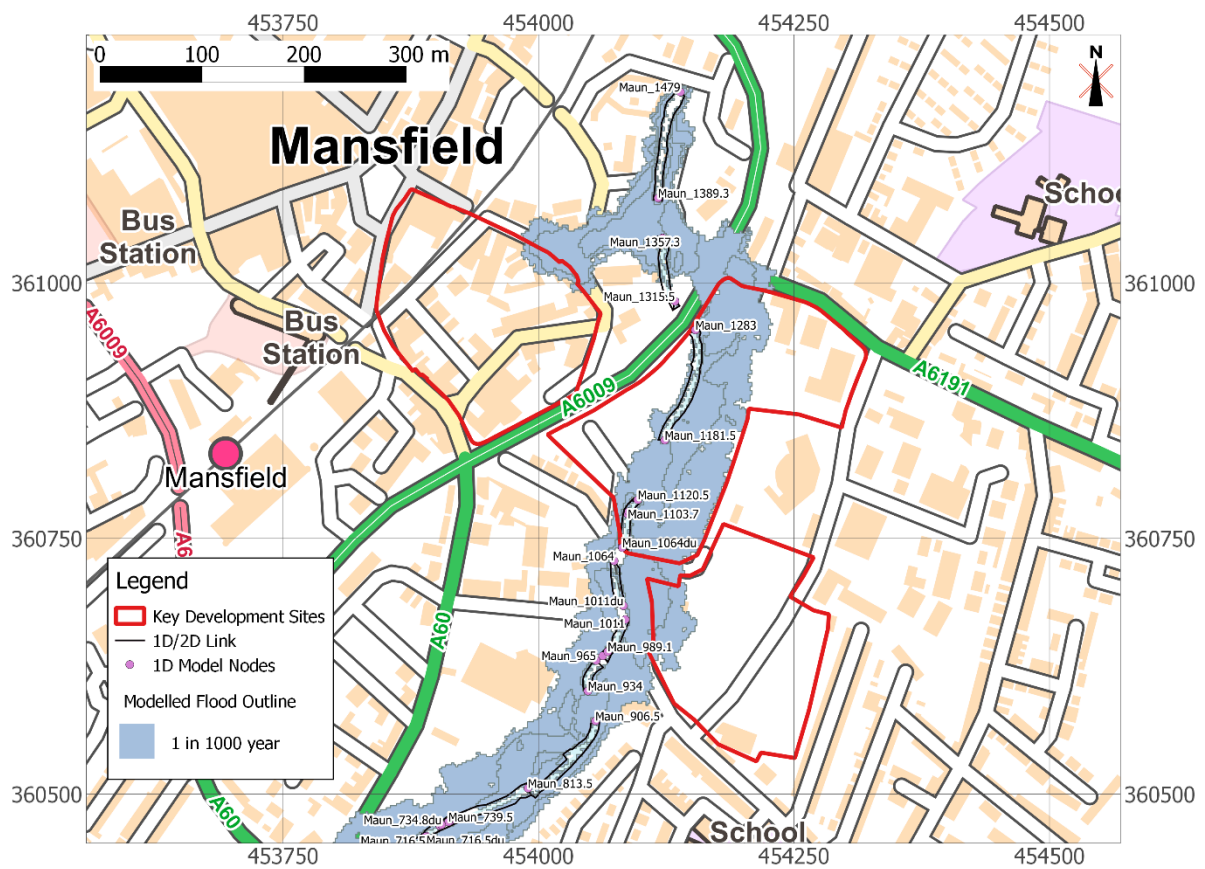 453750 454000 454250 454500
0 100 200 300 m
N
Maun_1479
Mansfield
Maun_1389.3
Bus
Station
Maun_1357.3
361000
361000
Maun_1315.5
Bus
Station
Maun_1283
A6009
A6009
A6191
Maun_1181.5
Mansfield
Maun_1120.5
Maun_1103.7
360750
360750
Maun_1064du
Maun_1064
Legend
Key Development Sites
1D/2D Link
1D Model Nodes
Modelled Flood Outline
1 in 1000 year
Maun_1011du
Maun_1011
A60
Maun_989.1
Maun_965
Maun_934
Maun_906.5
360500
360500
Maun_813.5
A60
Maun_739.5
Maun_734.8du
School
Maun_716.5du
453750 454000 454250 454500